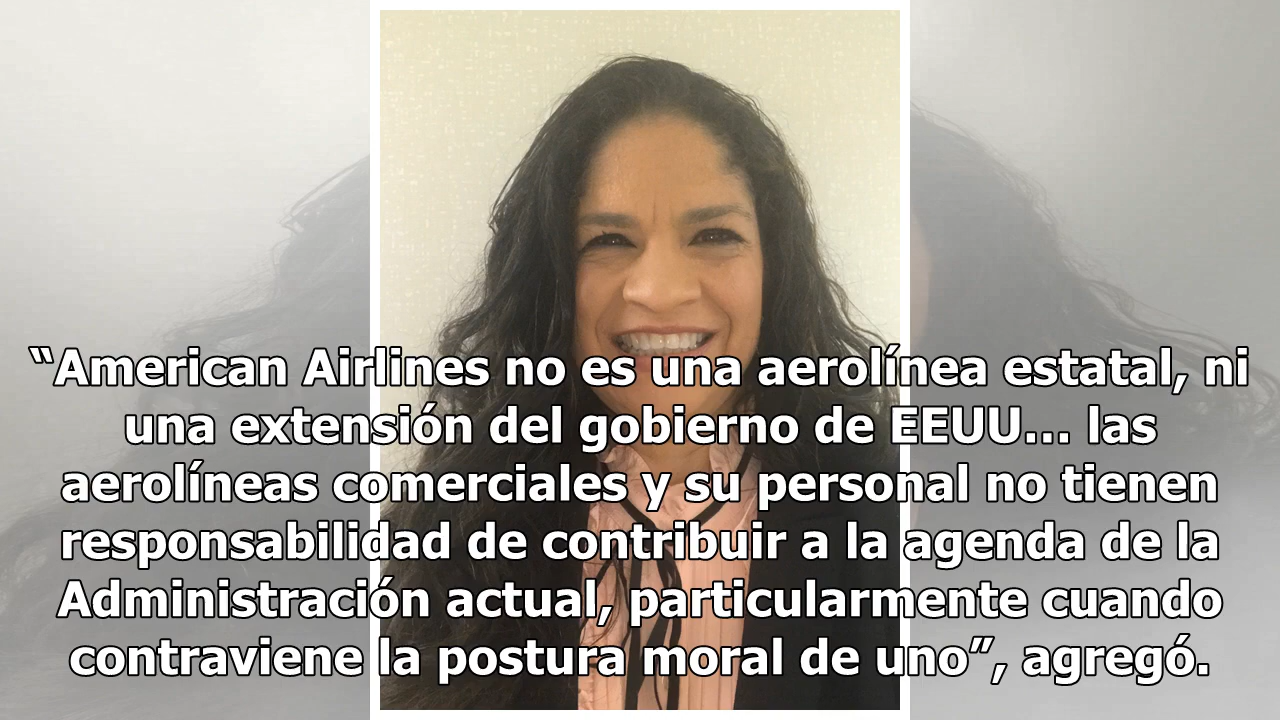 “American Airlines no es una aerolínea estatal, ni
una extensión del gobierno de EEUU... las
aerolíneas comerciales y su personal no tienen
responsabilidad de contribuir a la agenda de la
Administración actual, particularmente cuando
contraviene la postura moral de uno”, agregó.